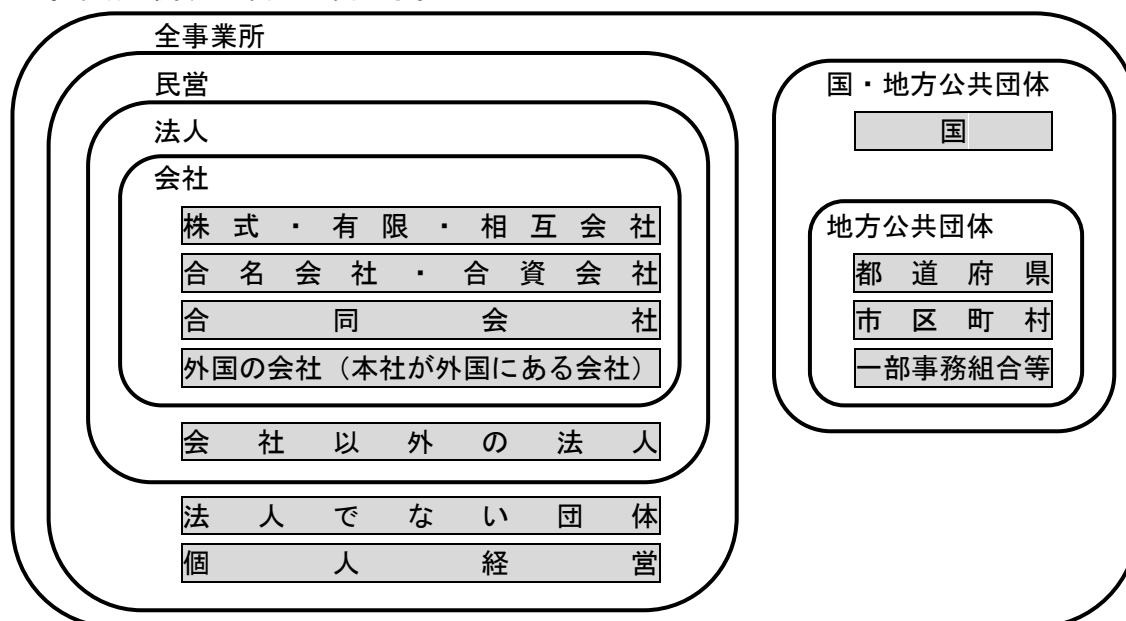 全事業所
民営
法人
会社
株式・有限・相互会社
合名会社・合資会社
合同会社
外国の会社（本社が外国にある会社）
会社以外の法人
法人でない団体
個人経営
国・地方公共団体
国
地方公共団体
都道府県
市区町村
一部事務組合等